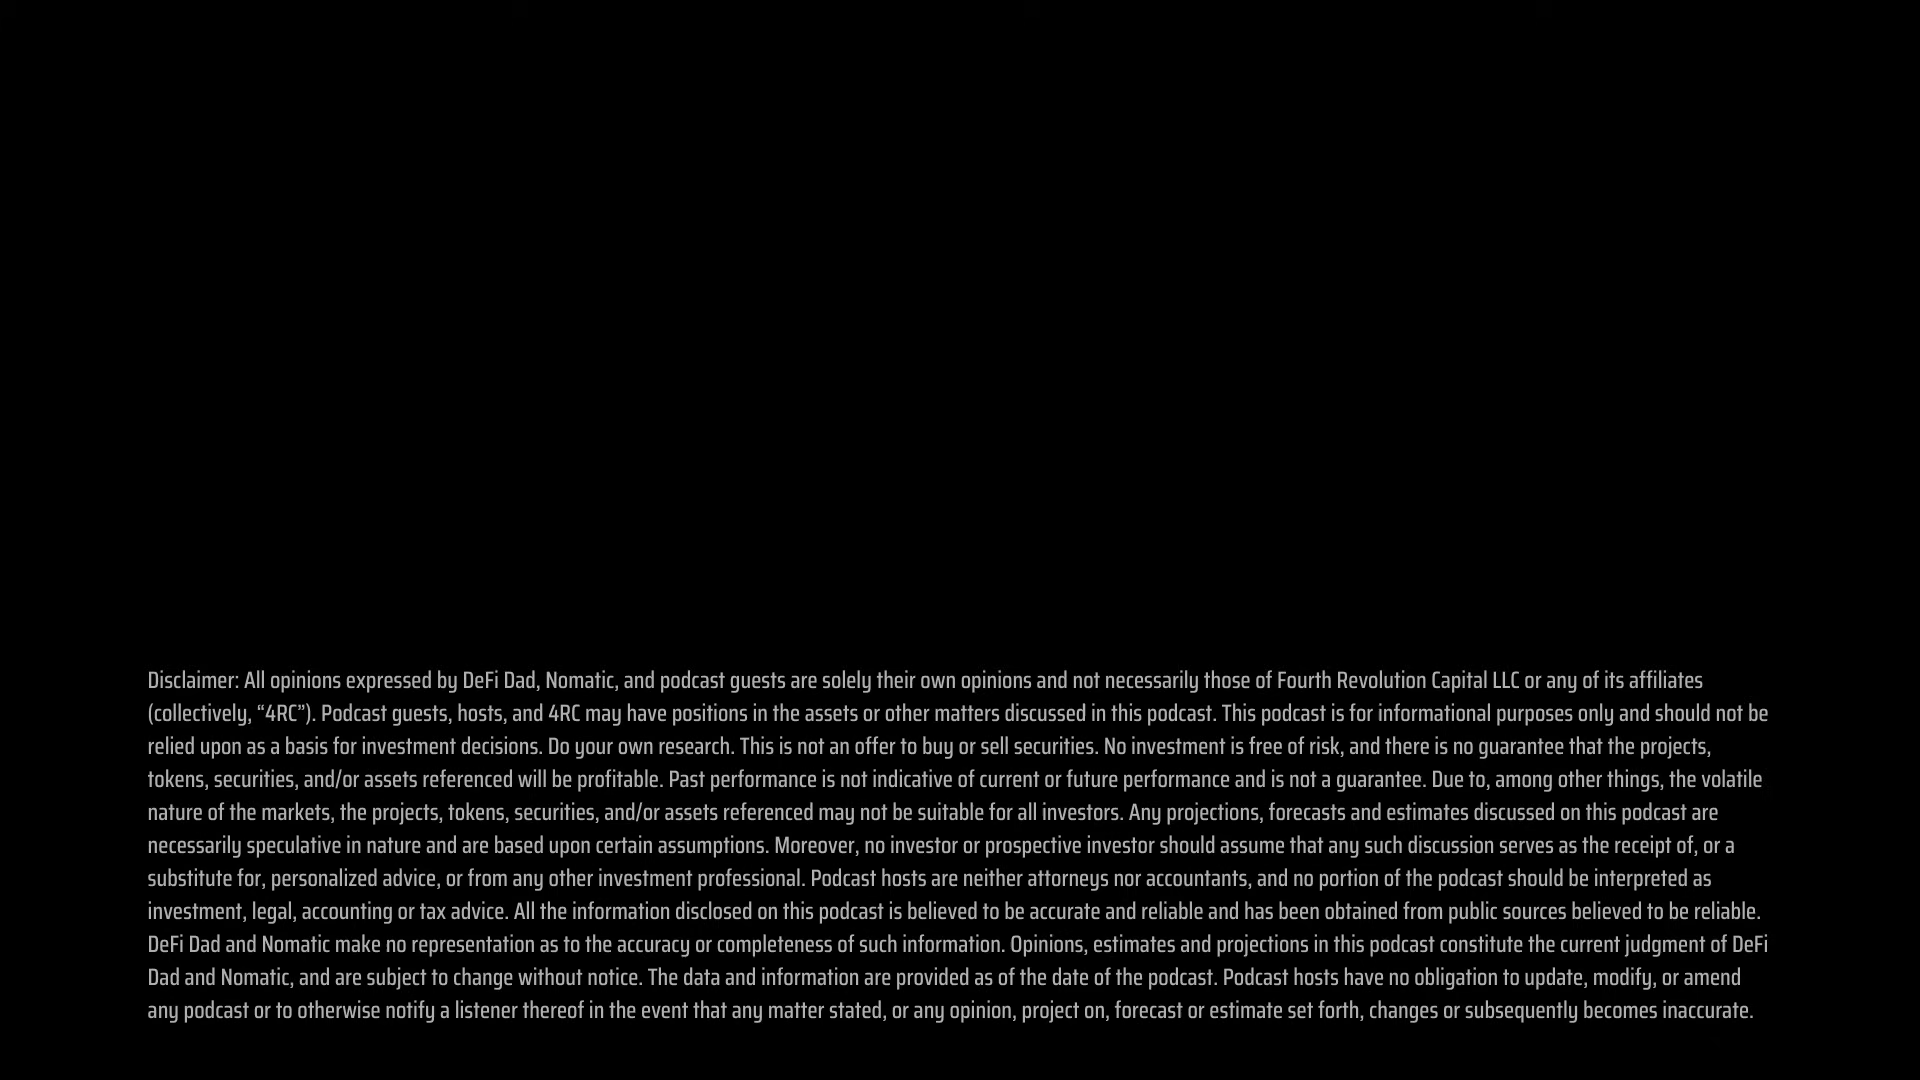 Disclaimer: All opinions expressed by DeFi Dad, Nomatic, and podcast guests are solely their own opinions and not necessarily those of Fourth Revolution Capital LLC or any of its affiliates
(collectively, “4RC”). Podcast guests, hosts, and 4RC may have positions in the assets or other matters discussed in this podcast. This podcast is for informational purposes only and should not be
relied upon as a basis for investment decisions. Do your own research. This is not an offer to buy or sell securities. No investment is free of risk, and there is no guarantee that the projects,
tokens, securities, and/or assets referenced will be profitable. Past performance is not indicative of current or future performance and is not a guarantee. Due to, among other things, the volatile
nature of the markets, the projects, tokens, securities, and/or assets referenced may not be suitable for all investors. Any projections, forecasts and estimates discussed on this podcast are
necessarily speculative in nature and are based upon certain assumptions. Moreover, no investor or prospective investor should assume that any such discussion serves as the receipt of, or a
substitute for, personalized advice, or from any other investment professional. Podcast hosts are neither attorneys nor accountants, and no portion of the podcast should be interpreted as
investment, legal, accounting or tax advice. All the information disclosed on this podcast is believed to be accurate and reliable and has been obtained from public sources believed to be reliable.
DeFi Dad and Nomatic make no representation as to the accuracy or completeness of such information. Opinions, estimates and projections in this podcast constitute the current judgment of DeFi
Dad and Nomatic, and are subject to change without notice. The data and information are provided as of the date of the podcast. Podcast hosts have no obligation to update, modify, or amend
any podcast or to otherwise notify a listener thereof in the event that any matter stated, or any opinion, project on, forecast or estimate set forth, changes or subsequently becomes inaccurate.